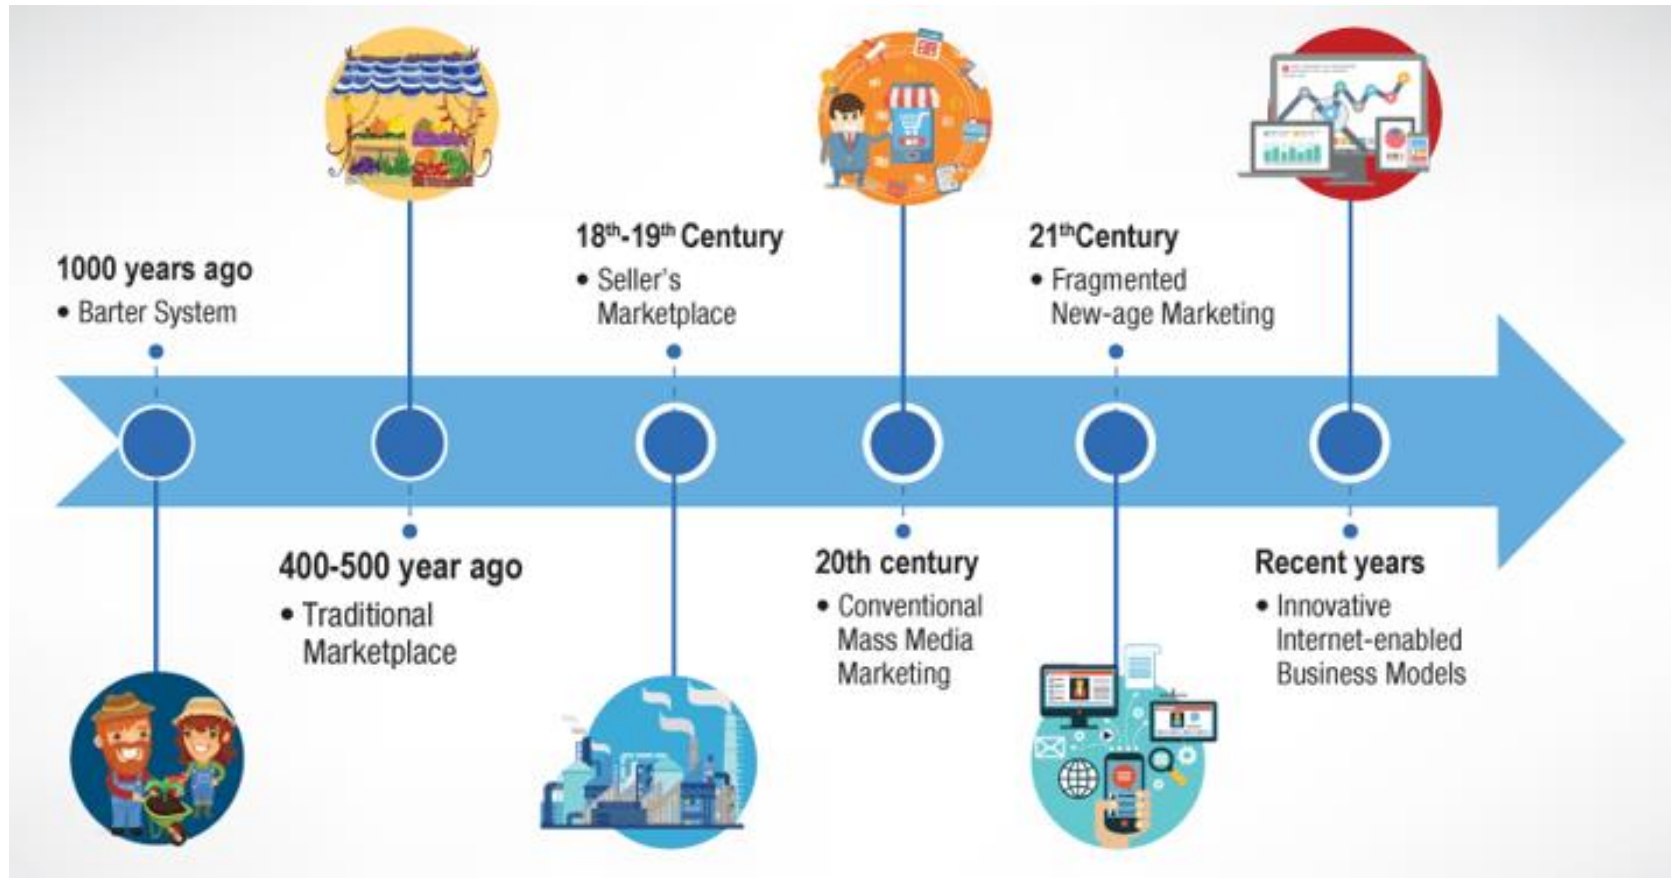 1000 years ago
• Barter System
400-500 year ago
• Traditional
Marketplace
18th-19th Century
• Seller's
Marketplace
20th century
• Conventional
Mass Media
Marketing
21thCentury
• Fragmented
New-age Marketing
Recent years
• Innovative
Internet-enabled
Business Models